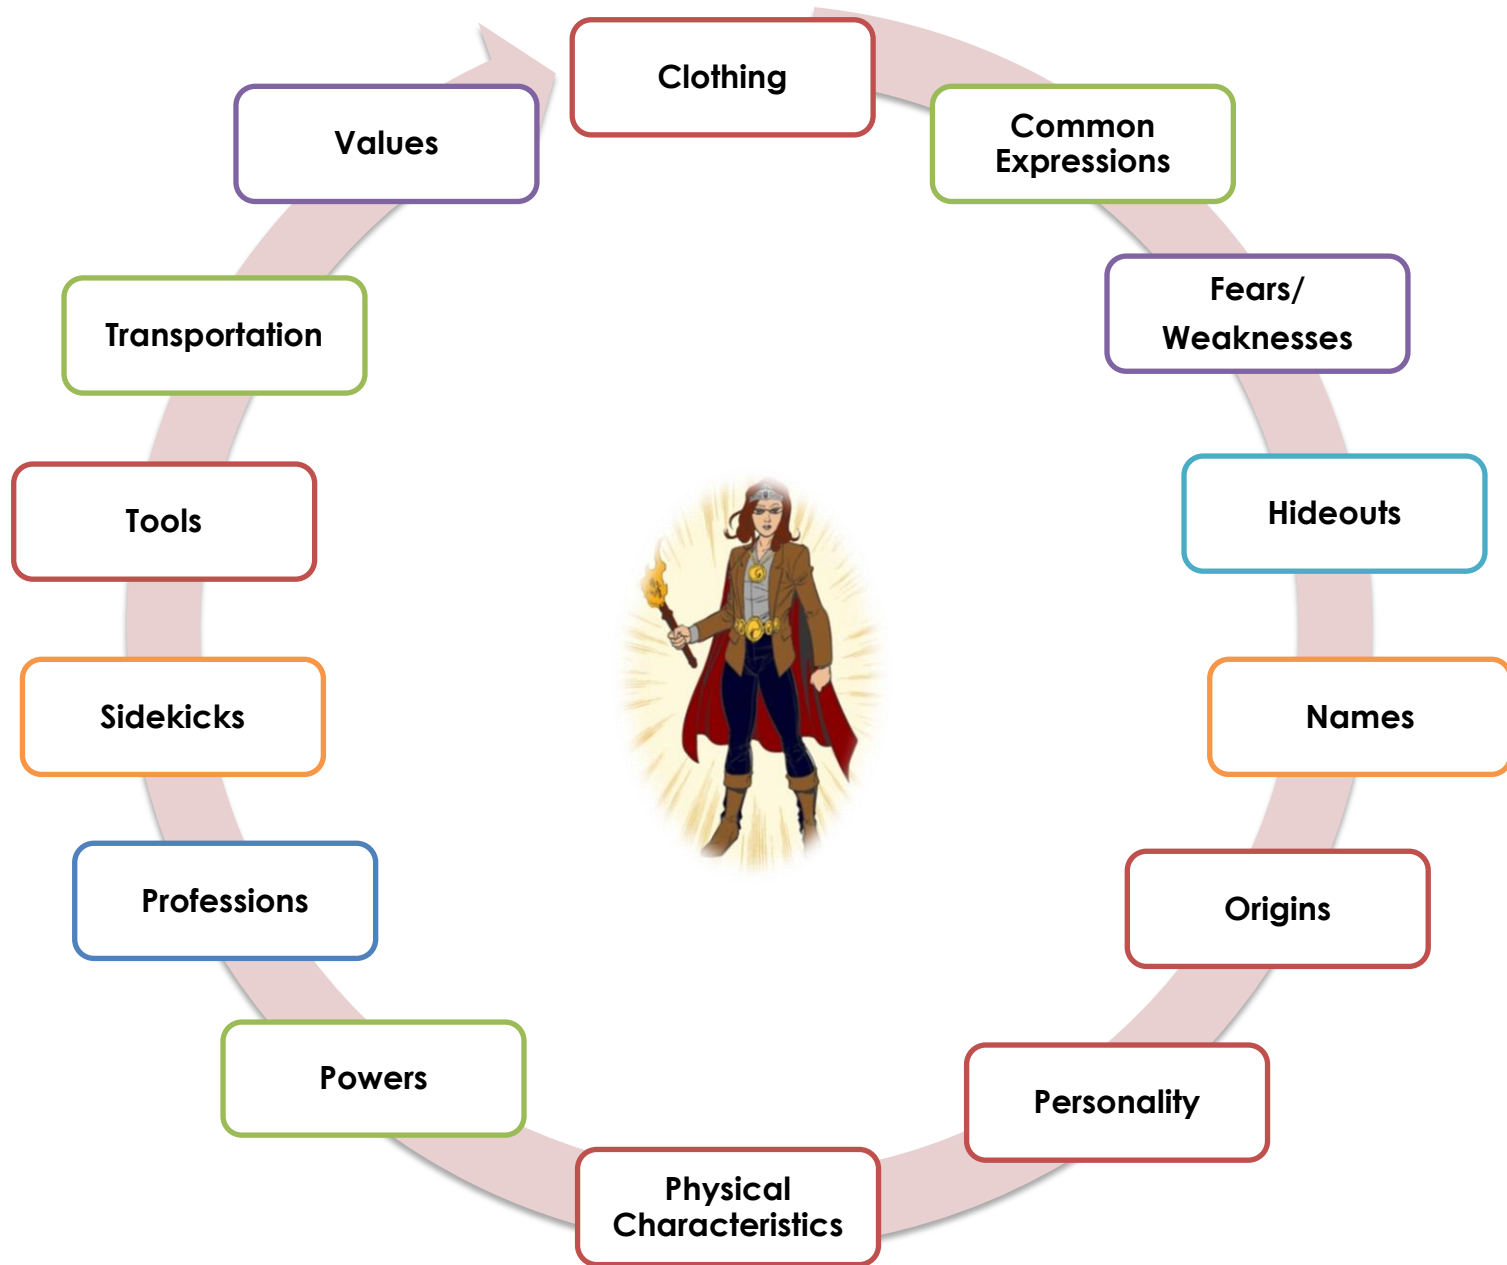 Clothing
Common
Expressions
Fears/
Weaknesses
Hideouts
Names
Origins
Personality
Physical
Characteristics
Powers
Professions
Sidekicks
Tools
Transportation
Values